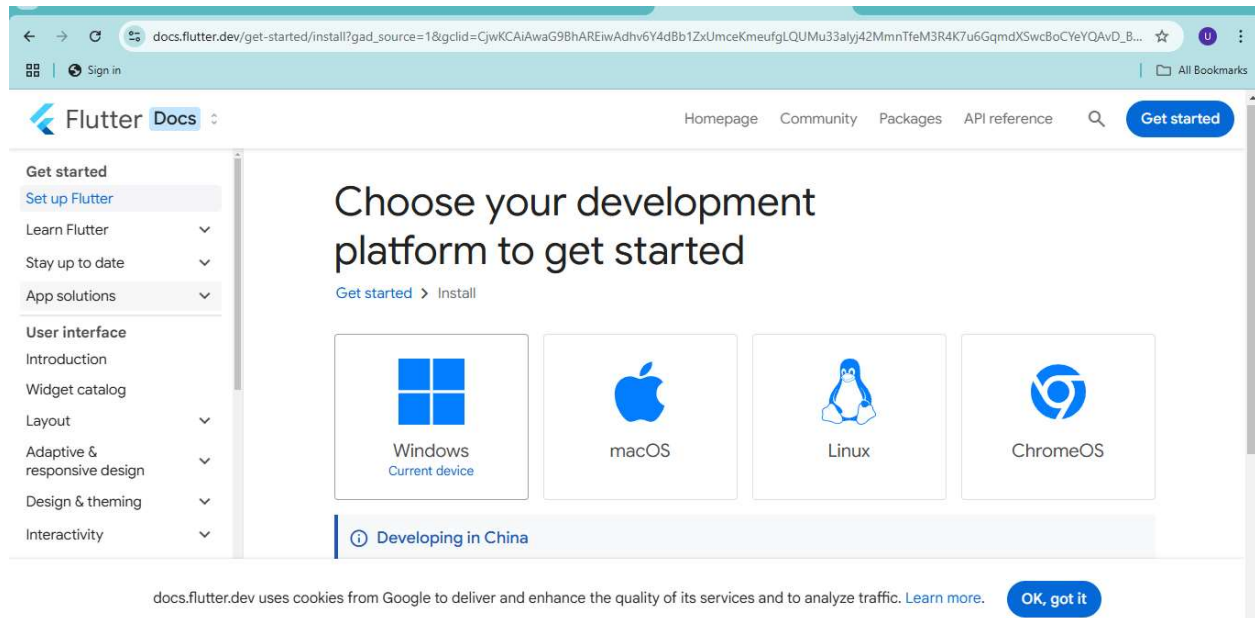 docs.flutter.dev/get-started/install?gad_source=1&gclid=CjwKCAiAwaG9BhAREiwAdhv6Y4dBb1ZxUmceKmeufgLQUMu33alyj42MmnTfeM3R4K7u6GqmdXSwcBoCYeYQAvD_B...
U
Sign in
All Bookmarks
Flutter Docs
Homepage Community Packages API reference Get started
Get started
Set up Flutter
Learn Flutter
Stay up to date
App solutions
User interface
Introduction
Widget catalog
Layout
Adaptive &
responsive design
Design & theming
Interactivity
Choose your development
platform to get started
Get started > Install
Windows
Current device
macOS
Linux
ChromeOS
Developing in China
docs.flutter.dev uses cookies from Google to deliver and enhance the quality of its services and to analyze traffic. Learn more.
OK, got it